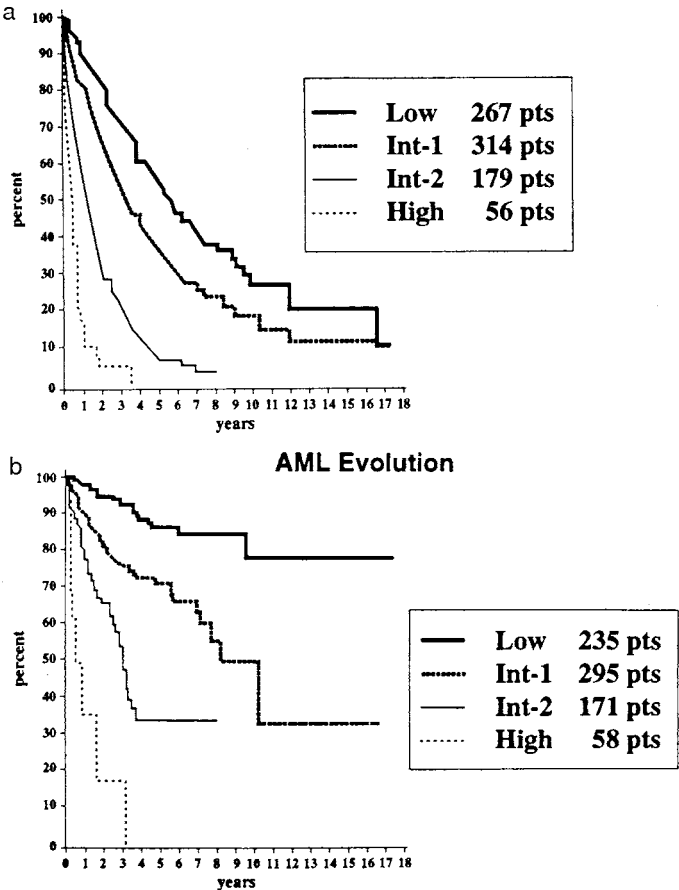 a
100
90
80
70
60
50
40
30
20
10
0
percent
0 1 2 3 4 5 6 7 8 9 10 11 12 13 14 15 16 17 18
years
Low 267 pts
Int-1 314 pts
Int-2 179 pts
High 56 pts
b
AML Evolution
100
90
80
70
60
50
40
30
20
10
0
percent
0 1 2 3 4 5 6 7 8 9 10 11 12 13 14 15 16 17 18
years
Low 235 pts
Int-1 295 pts
Int-2 171 pts
High 58 pts